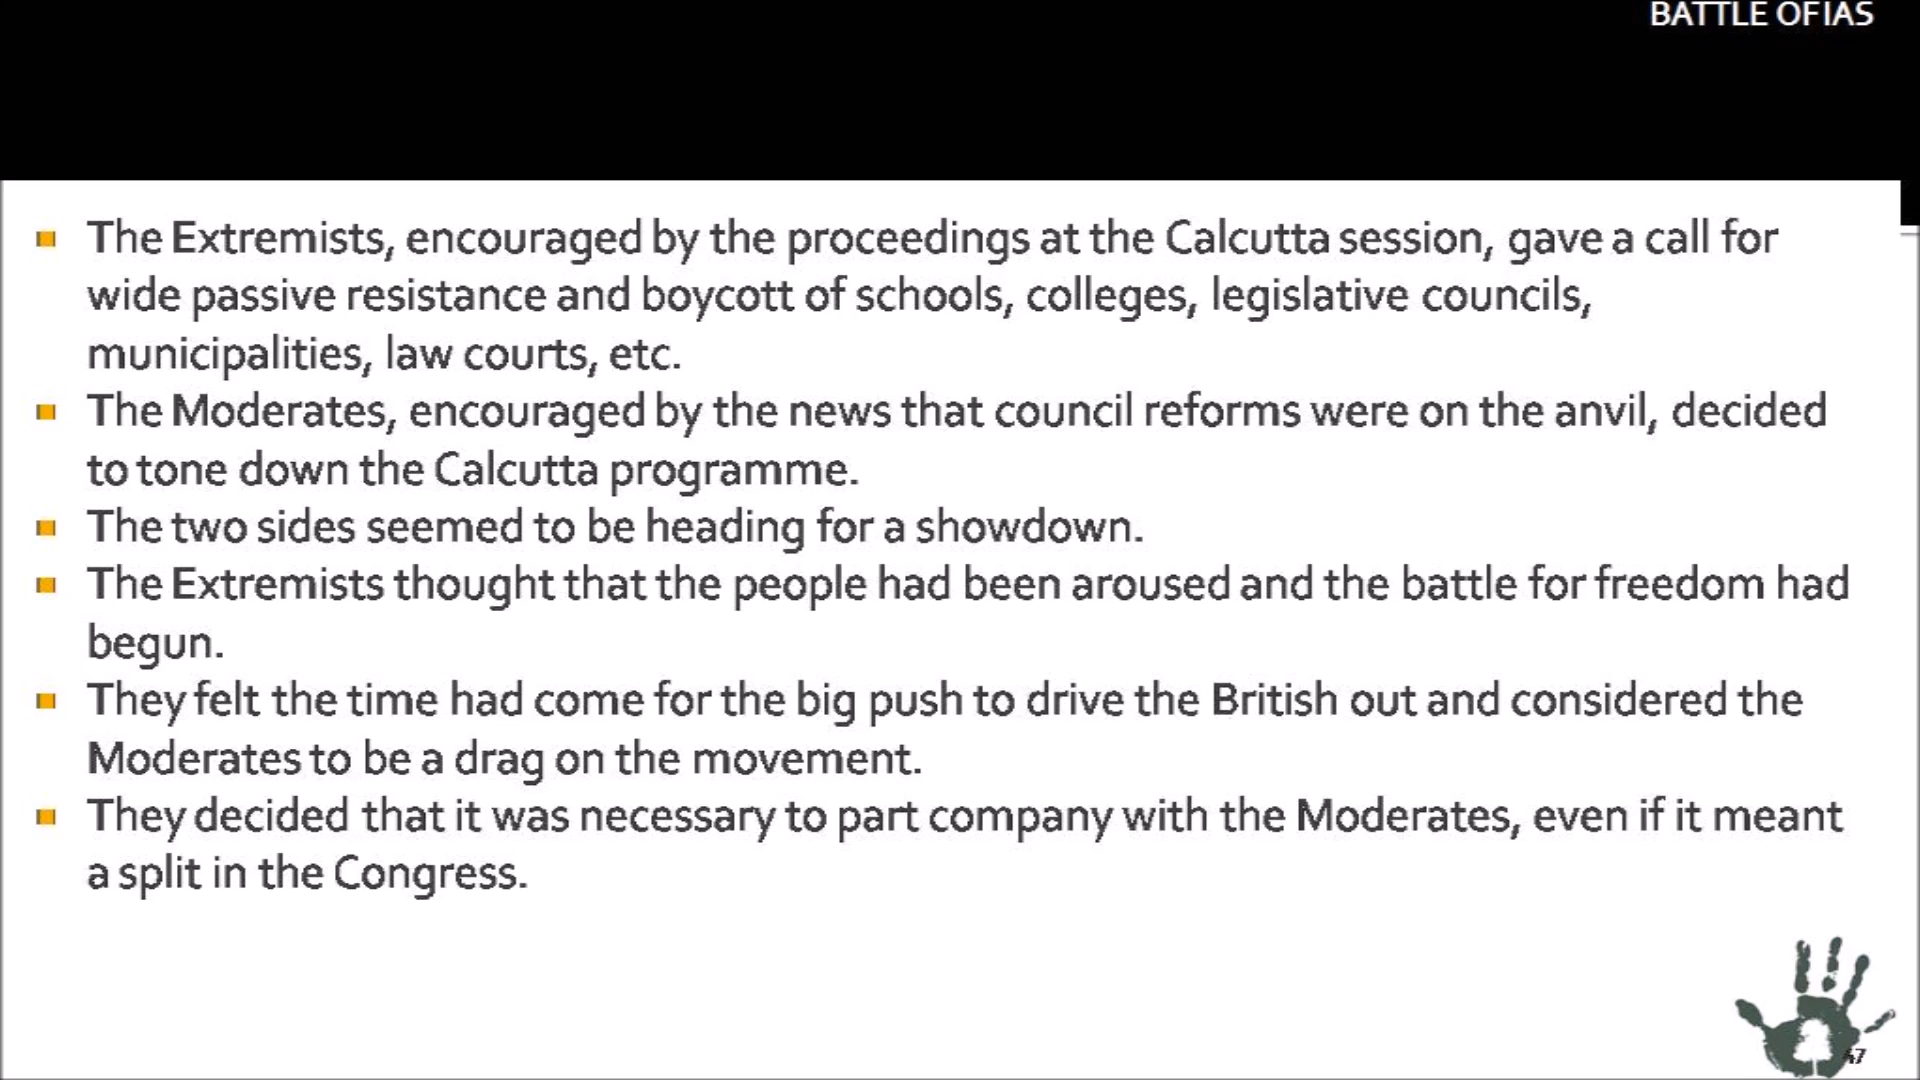 BATTLE OF IAS
The Extremists, encouraged by the proceedings at the Calcutta session, gave a call for
wide passive resistance and boycott of schools, colleges, legislative councils,
municipalities, law courts, etc.
The Moderates, encouraged by the news that council reforms were on the anvil, decided
to tone down the Calcutta programme.
The two sides seemed to be heading for a showdown.
The Extremists thought that the people had been aroused and the battle for freedom had
begun.
They felt the time had come for the big push to drive the British out and considered the
Moderates to be a drag on the movement.
They decided that it was necessary to part company with the Moderates, even if it meant
a split in the Congress.
47